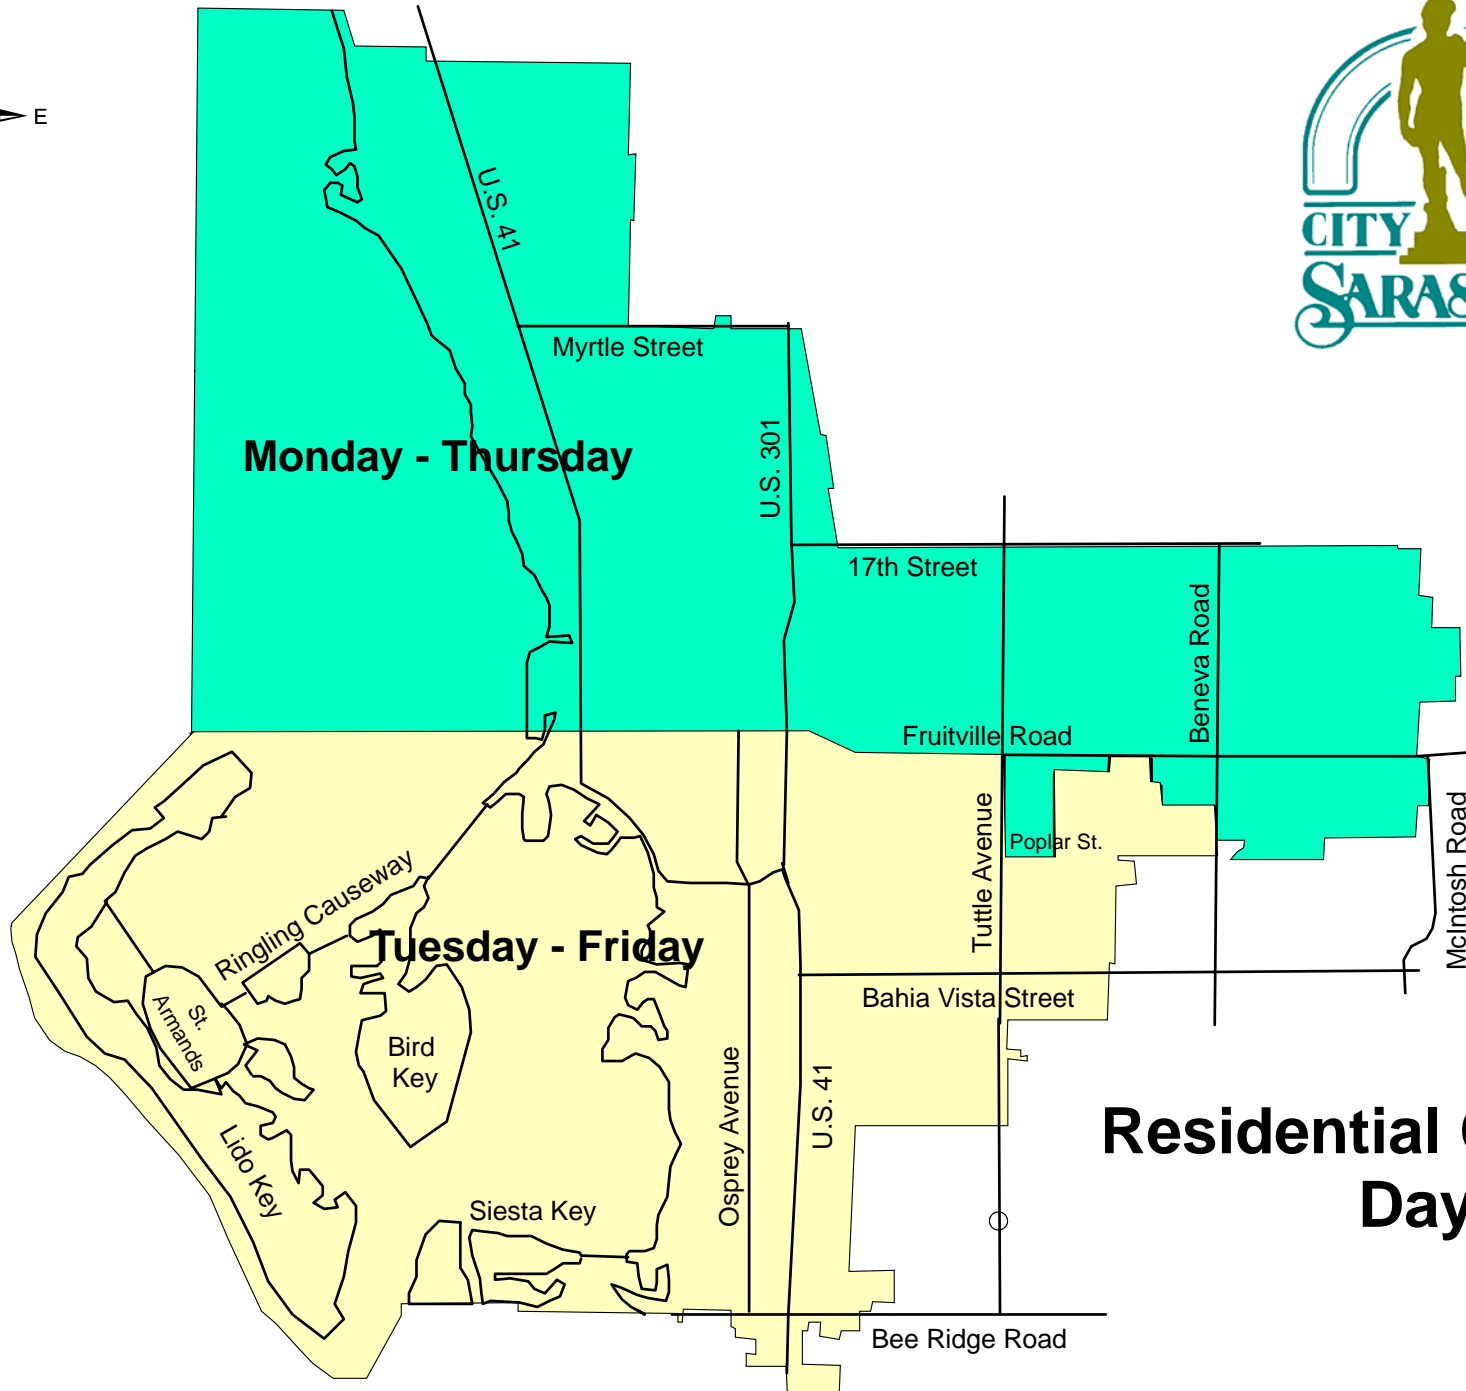 E
CITY
SARAS
U.S. 41
Myrtle Street
Monday - Thursday
U.S. 301
17th Street
Beneva Road
Fruitville Road
Tuttle Avenue
Poplar St.
McIntosh Road
Ringling Causeway
Tuesday - Friday
St.
Armands
Bahia Vista Street
Bird
Key
Osprey Avenue
U.S. 41
Lido Key
Siesta Key
Residential
Day
Bee Ridge Road